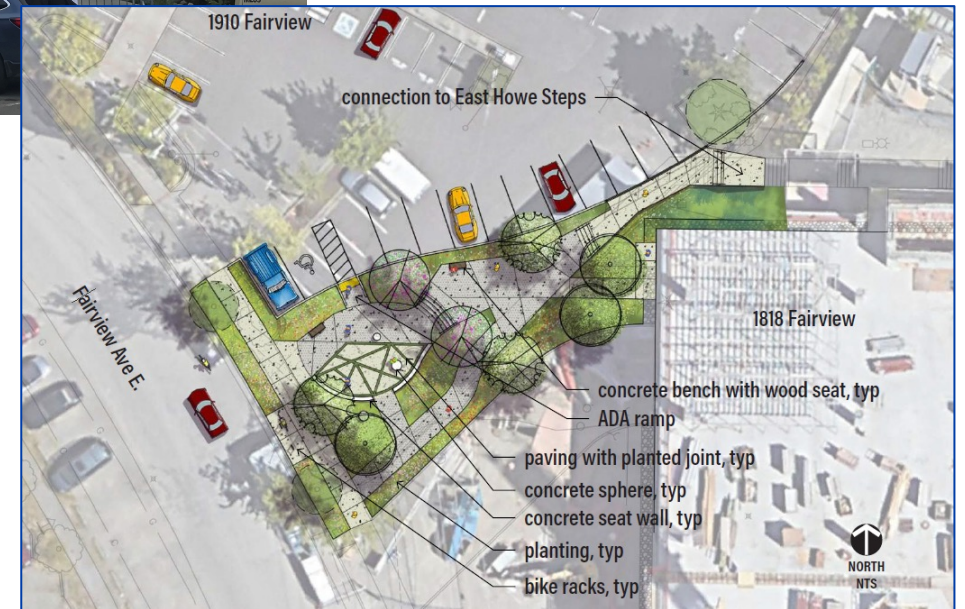 1910 Fairview
connection to East Howe Steps
Fairview Ave E.
1818 Fairview
concrete bench with wood seat, typ
ADA ramp
paving with planted joint, typ
concrete sphere, typ
concrete seat wall, typ
planting, typ
bike racks, typ
NORTH
NTS